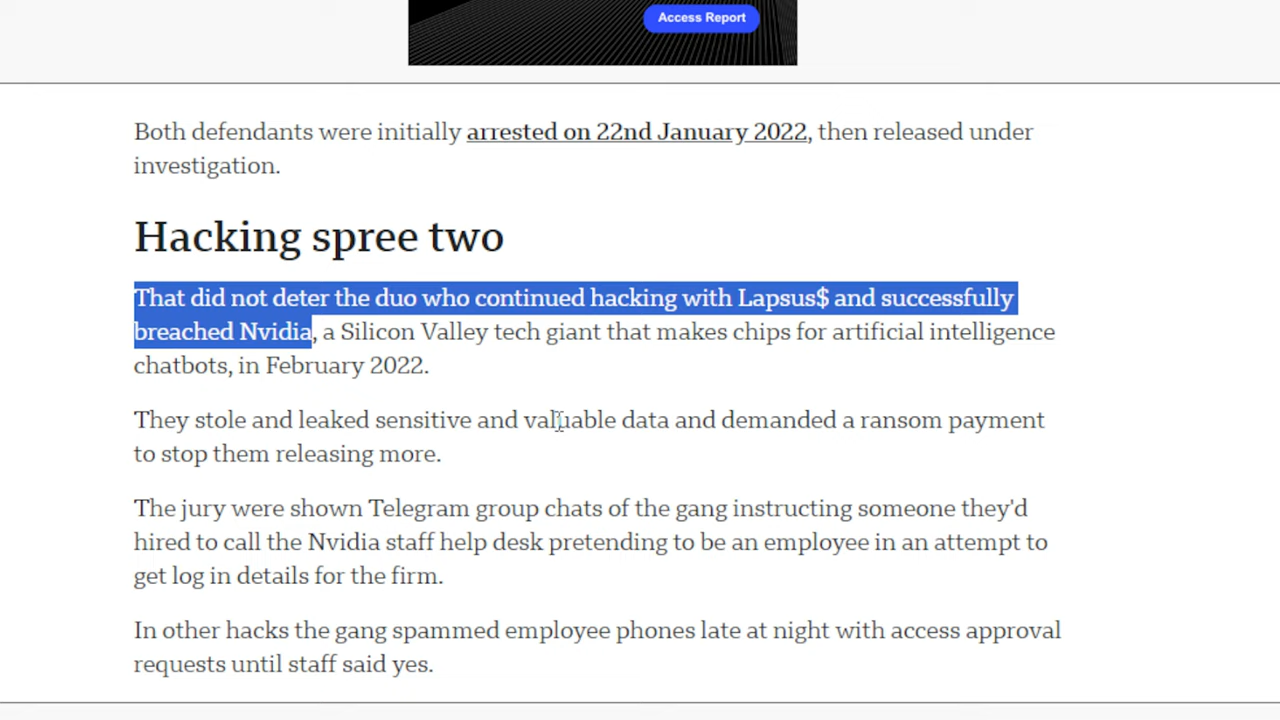 Access Report
Both defendants were initially arrested on 22nd January 2022, then released under
investigation.
Hacking spree two
That did not deter the duo who continued hacking with Lapsus$ and successfully
breached Nvidia, a Silicon Valley tech giant that makes chips for artificial intelligence
chatbots, in February 2022.
They stole and leaked sensitive and valuable data and demanded a ransom payment
to stop them releasing more.
The jury were shown Telegram group chats of the gang instructing someone they'd
hired to call the Nvidia staff help desk pretending to be an employee in an attempt to
get log in details for the firm.
In other hacks the gang spammed employee phones late at night with access approval
requests until staff said yes.